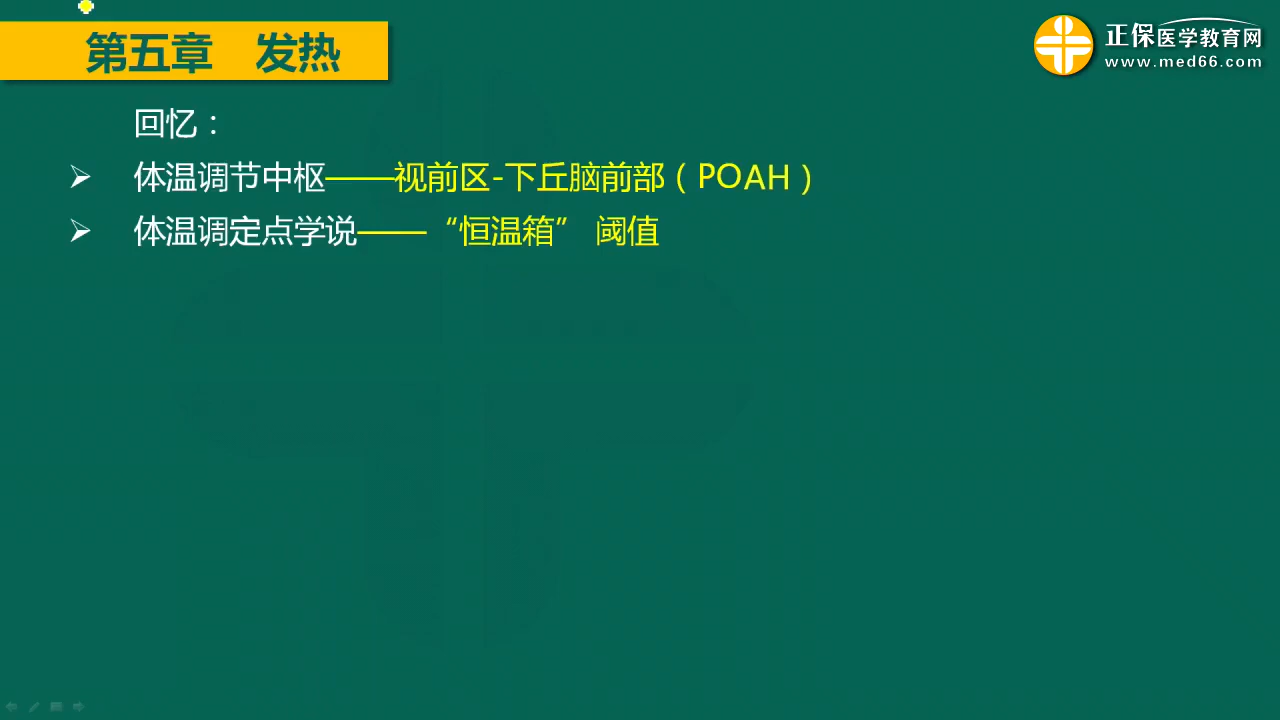 第五章 发热
正保医学教育网
www.med66.com
回忆：
体温调节中枢——视前区-下丘脑前部（POAH）
体温调定点学说——“恒温箱” 阈值